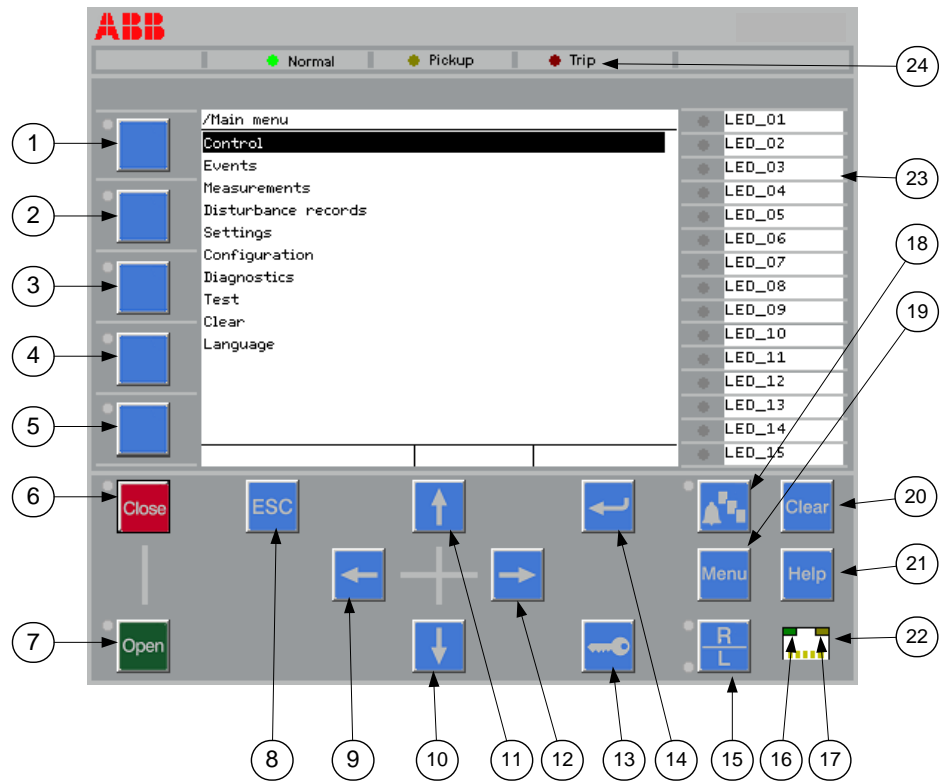 ABB
Normal Pickup Trip
24
/Main menu
Control
Events
Measurements
Disturbance records
Settings
Configuration
Diagnostics
Test
Clear
Language
LED_01
LED_02
LED_03
LED_04
LED_05
LED_06
LED_07
LED_08
LED_09
LED_10
LED_11
LED_12
LED_13
LED_14
LED_15
1
2
3
4
5
23
18
19
6
Close
ESC
Clear
20
Menu
Help
21
7
Open
R
L
22
8
9
10
11
12
13
14
15
16
17